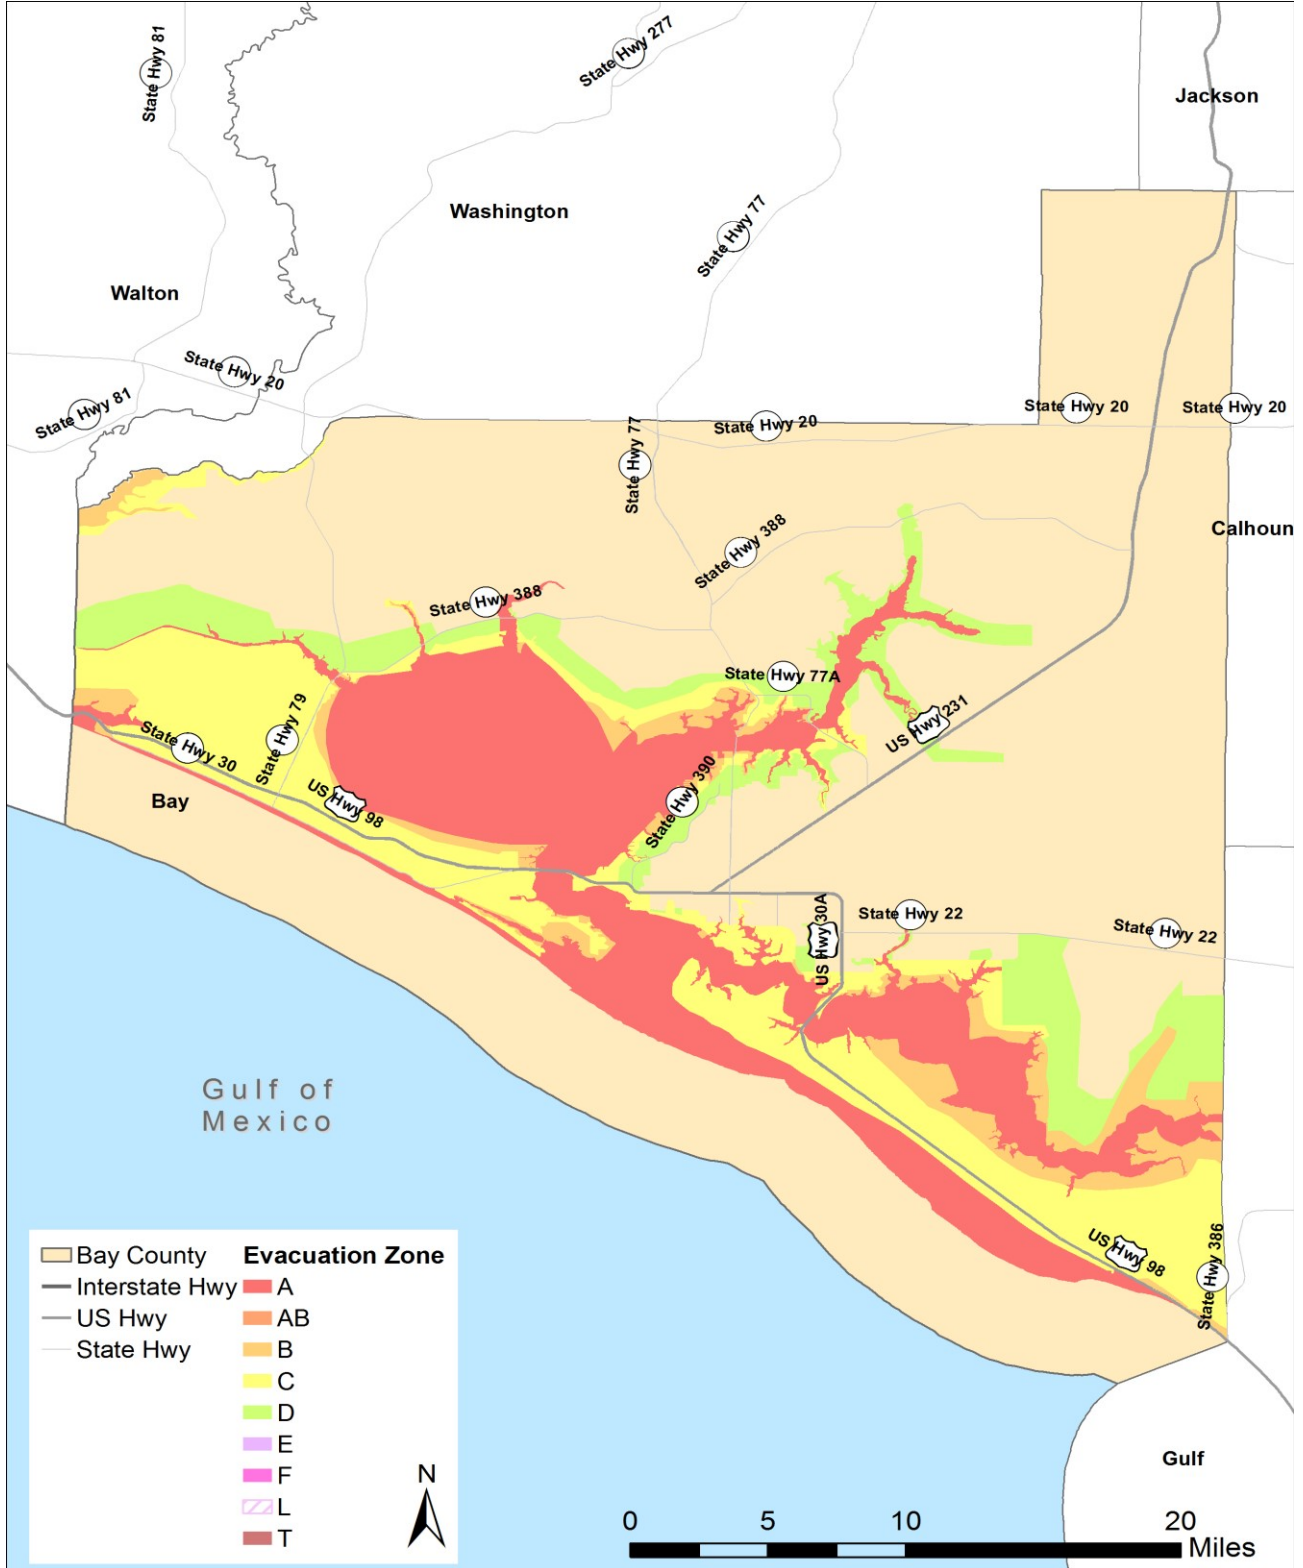 State Hwy 81
State Hwy 277
Jackson
Washington
State Hwy 77
Walton
State Hwy 20
State Hwy 81
State Hwy 20
State Hwy 20
State Hwy 20
State Hwy 77
Calhoun
State Hwy 388
State Hwy 388
State Hwy 77A
US Hwy 231
State Hwy 79
State Hwy 30
US Hwy 98
Bay
State Hwy 390
US Hwy 30A
State Hwy 22
State Hwy 22
Gulf of
Mexico
US Hwy 98
State Hwy 386
Bay County
Interstate Hwy
US Hwy
State Hwy
Evacuation Zone
A
AB
B
C
D
E
F
L
T
N
0 5 10 20
Miles
Gulf